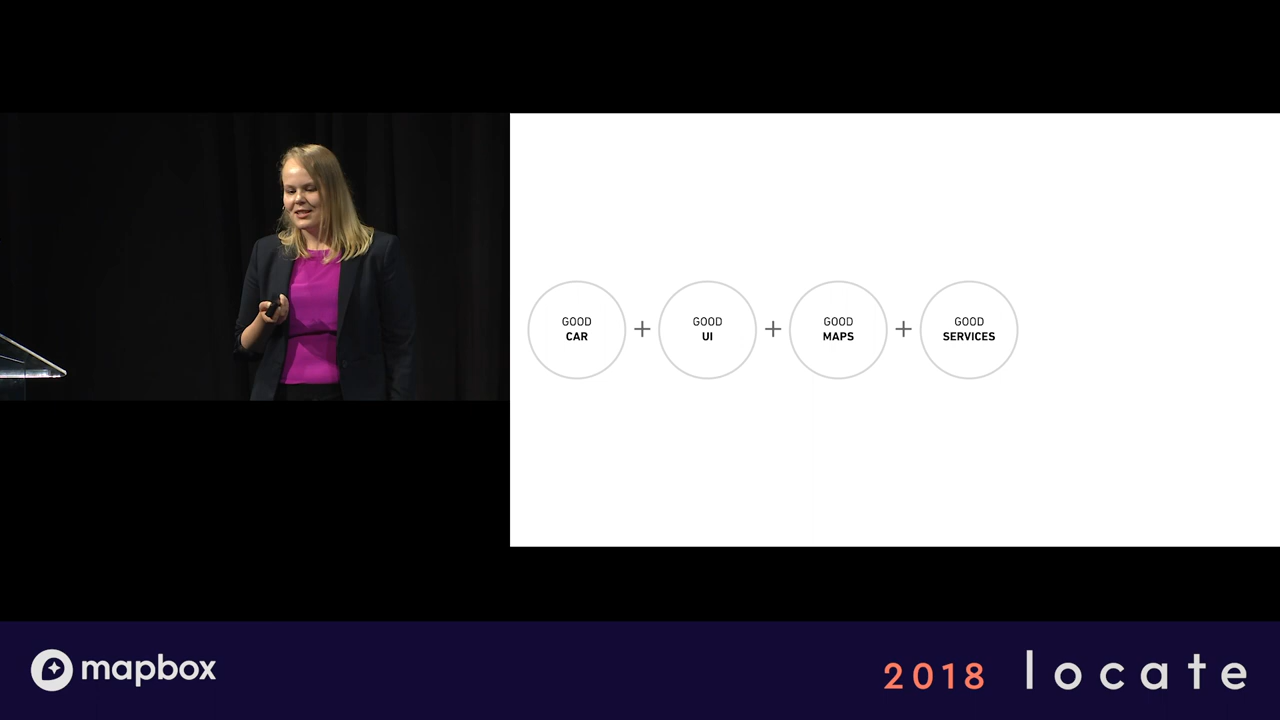 GOOD
CAR
+
GOOD
UI
+
GOOD
MAPS
+
GOOD
SERVICES
mapbox
2018 locate